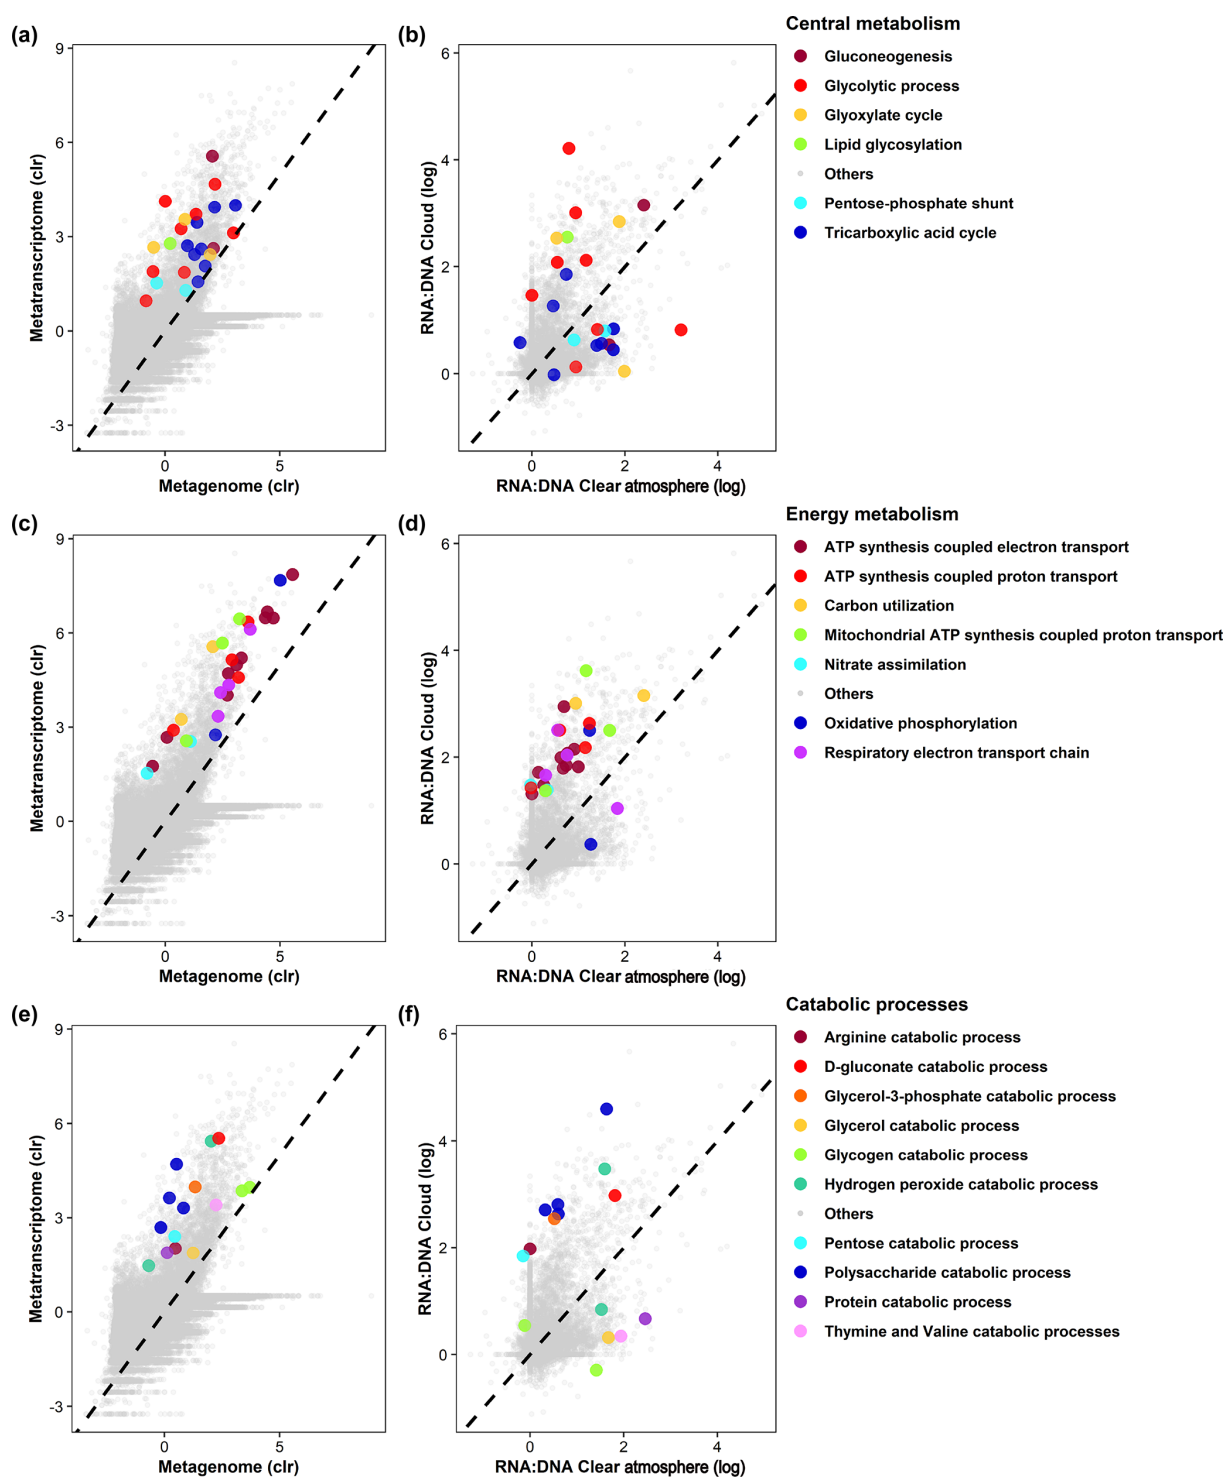 (a)
9
6
3
0
-3
Metatranscriptome (clr)
0
5
Metagenome (clr)
(b)
6
4
2
0
RNA:DNA Cloud (log)
0
2
4
RNA:DNA Clear atmosphere (log)
Central metabolism
Gluconeogenesis
Glycolytic process
Glyoxylate cycle
Lipid glycosylation
Others
Pentose-phosphate shunt
Tricarboxylic acid cycle
(c)
9
6
3
0
-3
Metatranscriptome (clr)
0
5
Metagenome (clr)
(d)
6
4
2
0
RNA:DNA Cloud (log)
0
2
4
RNA:DNA Clear atmosphere (log)
Energy metabolism
ATP synthesis coupled electron transport
ATP synthesis coupled proton transport
Carbon utilization
Mitochondrial ATP synthesis coupled proton transport
Nitrate assimilation
Others
Oxidative phosphorylation
Respiratory electron transport chain
(e)
9
6
3
0
-3
Metatranscriptome (clr)
0
5
Metagenome (clr)
(f)
6
4
2
0
RNA:DNA Cloud (log)
0
2
4
RNA:DNA Clear atmosphere (log)
Catabolic processes
Arginine catabolic process
D-gluconate catabolic process
Glycerol-3-phosphate catabolic process
Glycerol catabolic process
Glycogen catabolic process
Hydrogen peroxide catabolic process
Others
Pentose catabolic process
Polysaccharide catabolic process
Protein catabolic process
Thymine and Valine catabolic processes